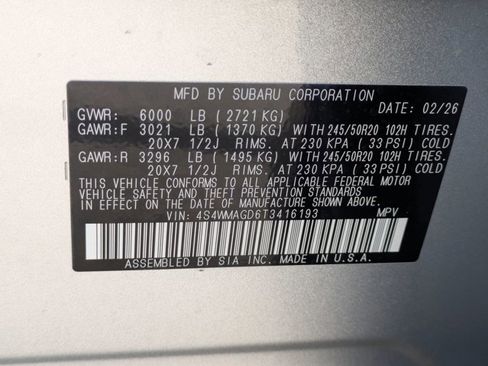 MFD BY SUBARU CORPORATION
GVWR: 6000 LB ( 2721 KG) DATE: 02/26
GAWR:F 3021 LB ( 1370 KG) WITH 245/50R20 102H TIRES.
20X7 1/2J RIMS. AT 230 KPA ( 33 PSI) COLD
GAWR:R 3296 LB ( 1495 KG) WITH 245/50R20 102H TIRES.
20X7 1/2J RIMS. AT 230 KPA ( 33 PSI) COLD
THIS VEHICLE CONFORMS TO ALL APPLICABLE FEDERAL MOTOR
VEHICLE SAFETY AND THEFT PREVENTION STANDARDS
IN EFFECT ON THE DATE OF MANUFACTURE SHOWN ABOVE.
VIN: 4S4WMAGD6T3416193 MPV
ASSEMBLED BY SIA INC. MADE IN U.S.A.